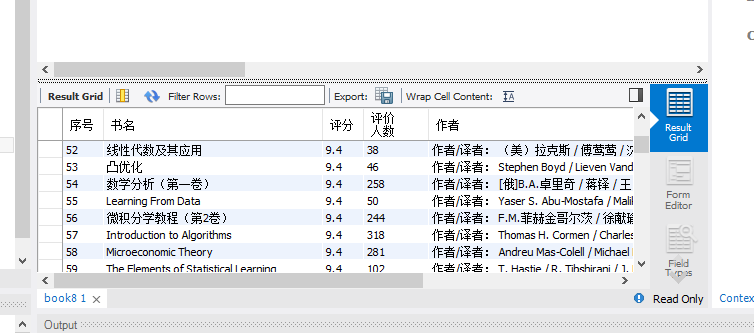 Result Grid Filter Rows: Export: Wrap Cell Content: IA
序号 书名 评分 评价人数 作者
52 线性代数及其应用 9.4 38 作者/译者：（美）拉克斯 / 傅莺莺 /
53 凸优化 9.4 46 作者/译者： Stephen Boyd / Lieven Vand
54 数学分析（第一卷） 9.4 258 作者/译者： [俄]B.A.卓里奇 / 蒋铎 / 王
55 Learning From Data 9.4 50 作者/译者： Yaser S. Abu-Mostafa / Mali
56 微积分学教程（第2卷） 9.4 244 作者/译者： F.M.菲赫金哥尔茨 / 徐献瑜
57 Introduction to Algorithms 9.4 318 作者/译者： Thomas H. Cormen / Charles
58 Microeconomic Theory 9.4 281 作者/译者： Andreu Mas-Colell / Michael
59 The Elements of Statistical Learning 9.4 102 作者/译者： T. Hastie / R. Tibshirani / J.
Result
Grid
Form
Editor
Field
Types
book8 1
Read Only
Contex
Output